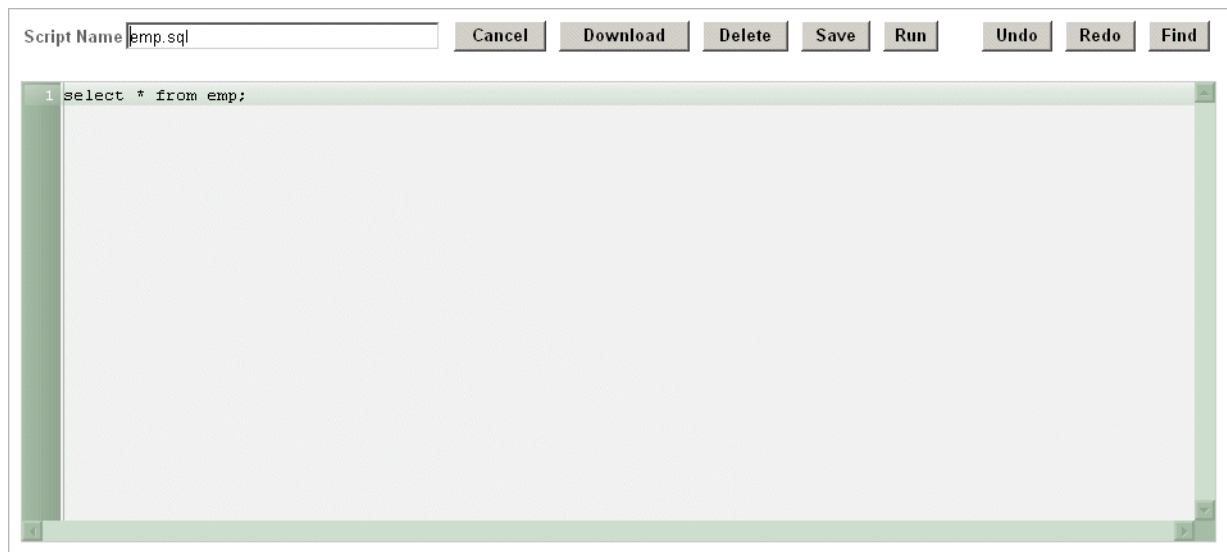 Script Name emp.sql Cancel Download Delete Save Run Undo Redo Find
1 select * from emp;